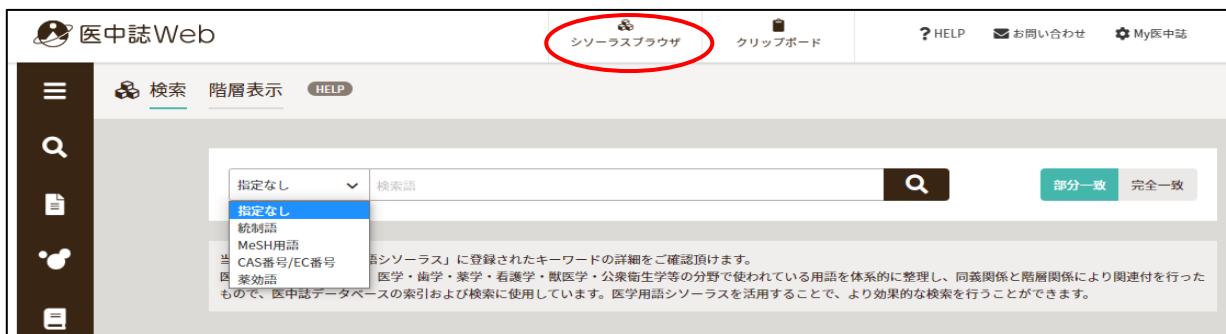 医中誌Web
シソーラスブラウザ
クリップボード
? HELP
お問い合わせ
My医中誌
検索 階層表示 HELP
指定なし 検索語
部分一致 完全一致
指定なし
統制語
MeSH用語
CAS番号/EC番号
薬効語
語シソーラス」に登録されたキーワードの詳細をご確認頂けます。
医学・歯学・薬学・看護学・獣医学・公衆衛生学等の分野で使われている用語を体系的に整理し、同義関係と階層関係により関連付を行った
もので、医中誌データベースの索引および検索に使用しています。医学用語シソーラスを活用することで、より効果的な検索を行うことができます。